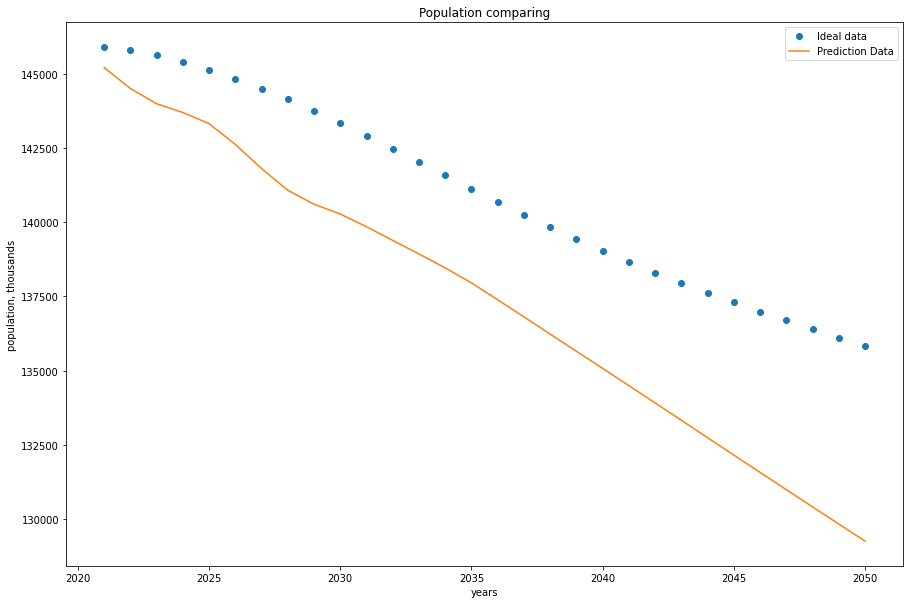 Population comparing
Ideal data
Prediction Data
145000
142500
140000
137500
135000
132500
130000
population, thousands
2020 2025 2030 2035 2040 2045 2050
years